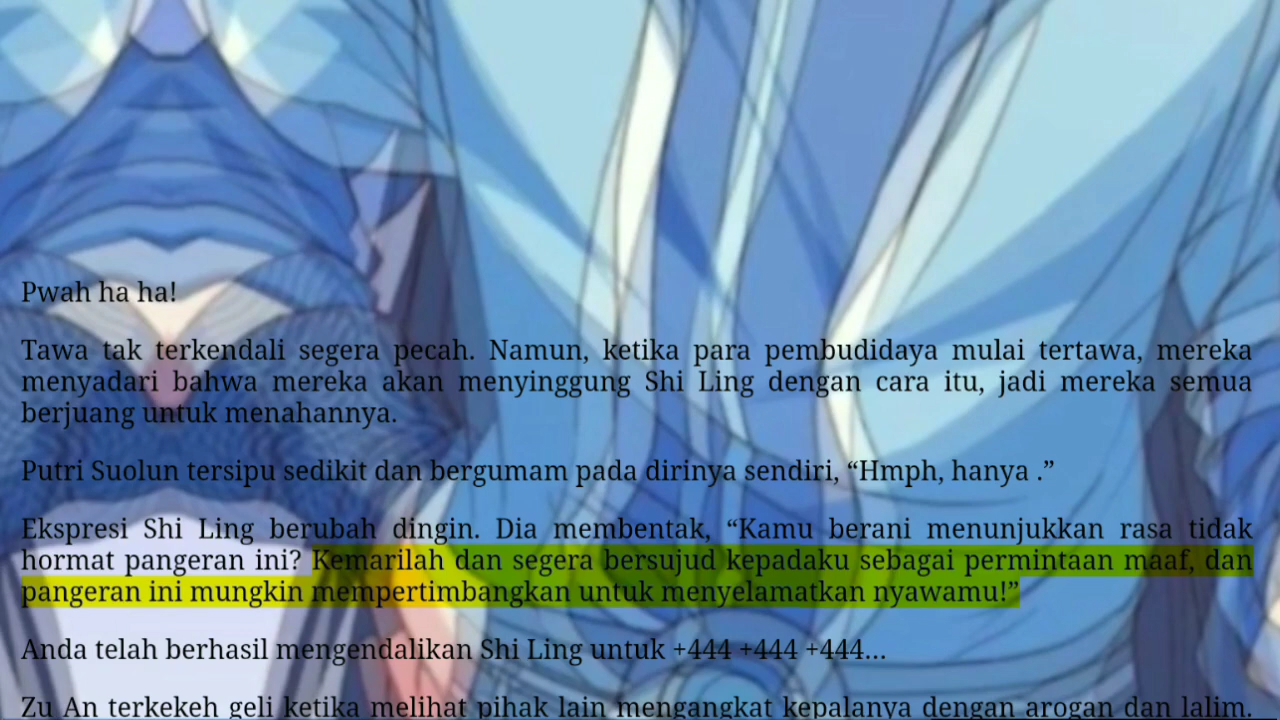 Pwah ha ha!
Tawa tak terkendali segera pecah. Namun, ketika para pembudidaya mulai tertawa, mereka
menyadari bahwa mereka akan menyinggung Shi Ling dengan cara itu, jadi mereka semua
berjuang untuk menahannya.
Putri Suolun tersipu sedikit dan bergumam pada dirinya sendiri, “Hmph, hanya .”
Ekspresi Shi Ling berubah dingin. Dia membentak, “Kamu berani menunjukkan rasa tidak
hormat pangeran ini? Kemarilah dan segera bersujud kepadaku sebagai permintaan maaf, dan
pangeran ini mungkin mempertimbangkan untuk menyelamatkan nyawamu!”
Anda telah berhasil mengendalikan Shi Ling untuk +444 +444 +444…
Zu An terkekeh geli ketika melihat pihak lain mengangkat kepalanya dengan arogan dan lalim.